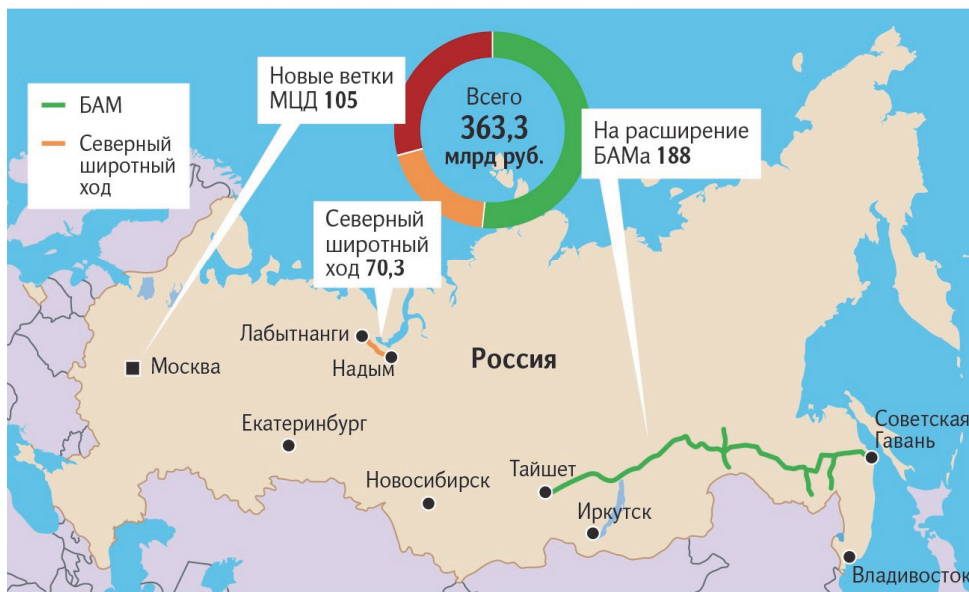 БАМ
Северный
широтный
ход
Новые ветки
МЦД 105
Всего
363,3
млрд руб.
На расширение
БАМа 188
Северный
широтный
ход 70,3
Лабытнанги
Надым
Россия
Москва
Екатеринбург
Новосибирск
Тайшет
Иркутск
Советская
Гавань
Владивосток